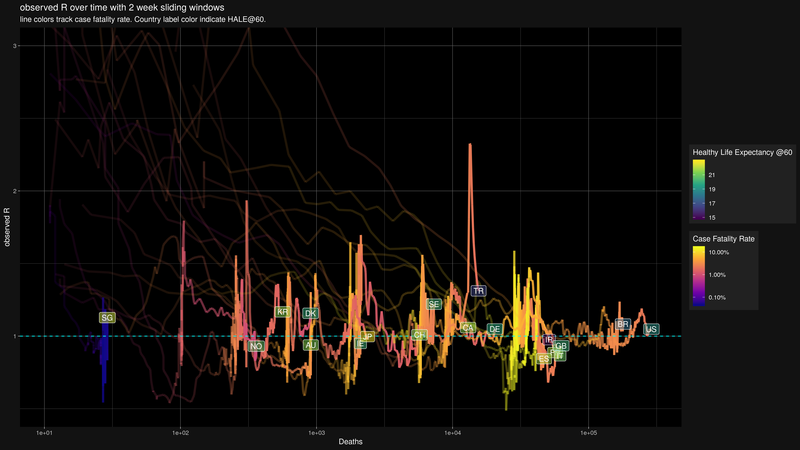 observed R over time with 2 week sliding windows
line colors track case fatality rate. Country label color indicate HALE@60.
3
2
1
observed R
SG
NO
KR
DK
AU
IE
JP
CH
SE
CA
TR
DE
ES
GB
BR
US
1e+01
1e+02
1e+03
1e+04
1e+05
Deaths
Healthy Life Expectancy @60
21
19
17
15
Case Fatality Rate
10.00%
1.00%
0.10%